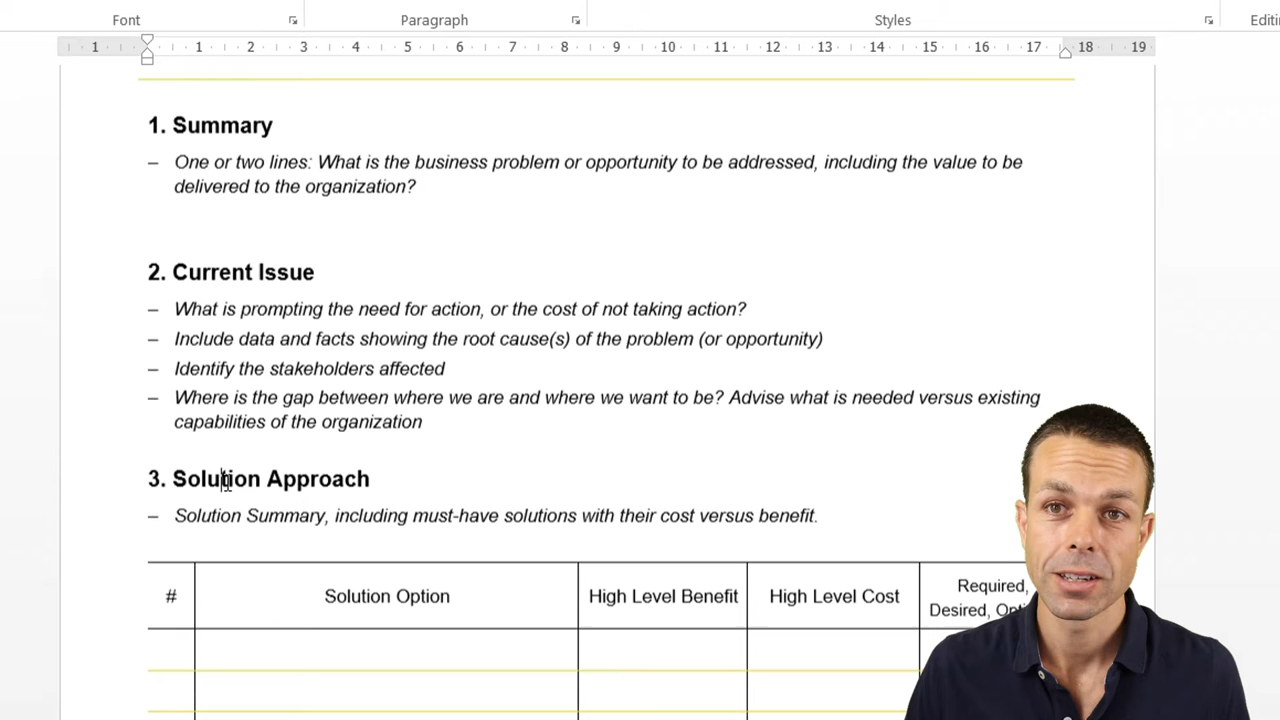 Font
Paragraph
Styles
1 1 2 3 4 5 6 7 8 9 10 11 12 13 14 15 16 17 18 19
1. Summary
– One or two lines: What is the business problem or opportunity to be addressed, including the value to be
delivered to the organization?
2. Current Issue
– What is prompting the need for action, or the cost of not taking action?
– Include data and facts showing the root cause(s) of the problem (or opportunity)
– Identify the stakeholders affected
– Where is the gap between where we are and where we want to be? Advise what is needed versus existing
capabilities of the organization
3. Solution Approach
– Solution Summary, including must-have solutions with their cost versus benefit.
# Solution Option High Level Benefit High Level Cost Required,
Desired,